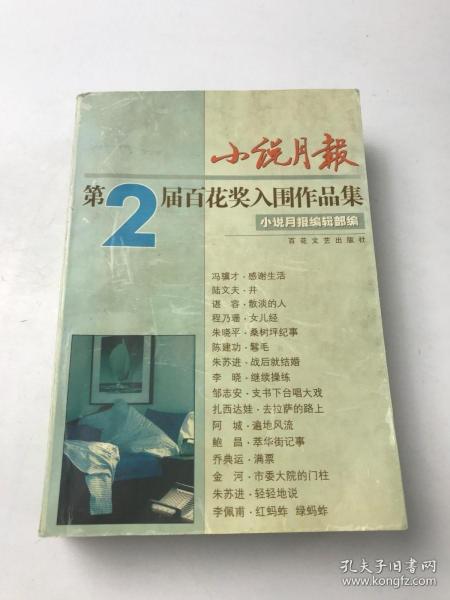 小说月報
第2届百花奖入围作品集
小说月报编辑部编
百花文艺出版社
冯骥才·感谢生活
陆文夫·井
谌容·散淡的人
程乃珊·女儿经
朱晓平·桑树坪纪事
陈建功·鬈毛
朱苏进·战后就结婚
李晓·继续操练
邹志安·支书下台唱大戏
扎西达娃·去拉萨的路上
阿城·遍地风流
鲍昌·萃华街记事
乔典运·满票
金河·市委大院的门柱
朱苏进·轻轻地说
李佩甫·红蚂蚱 绿蚂蚱
孔夫子旧书网
www.kongfz.com